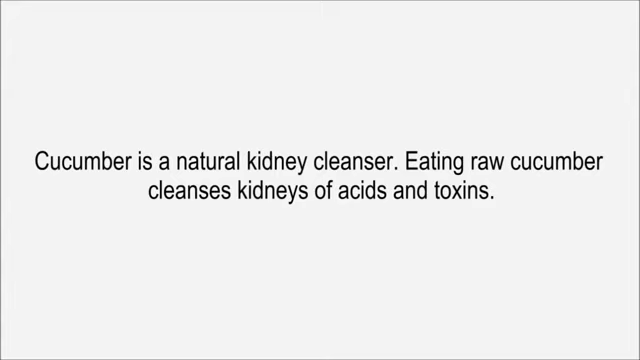 Cucumber is a natural kidney cleanser. Eating raw cucumber
cleanses kidneys of acids and toxins.